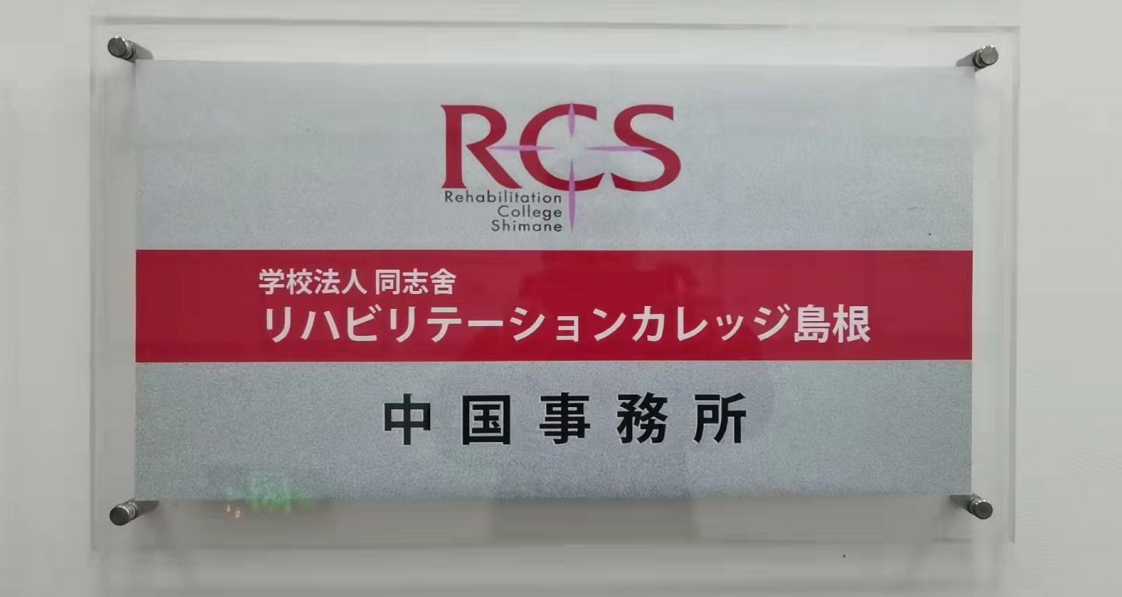 RCS
Rehabilitation
College
Shimane
学校法人 同志舎
リハビリテーションカレッジ島根
中国事務所